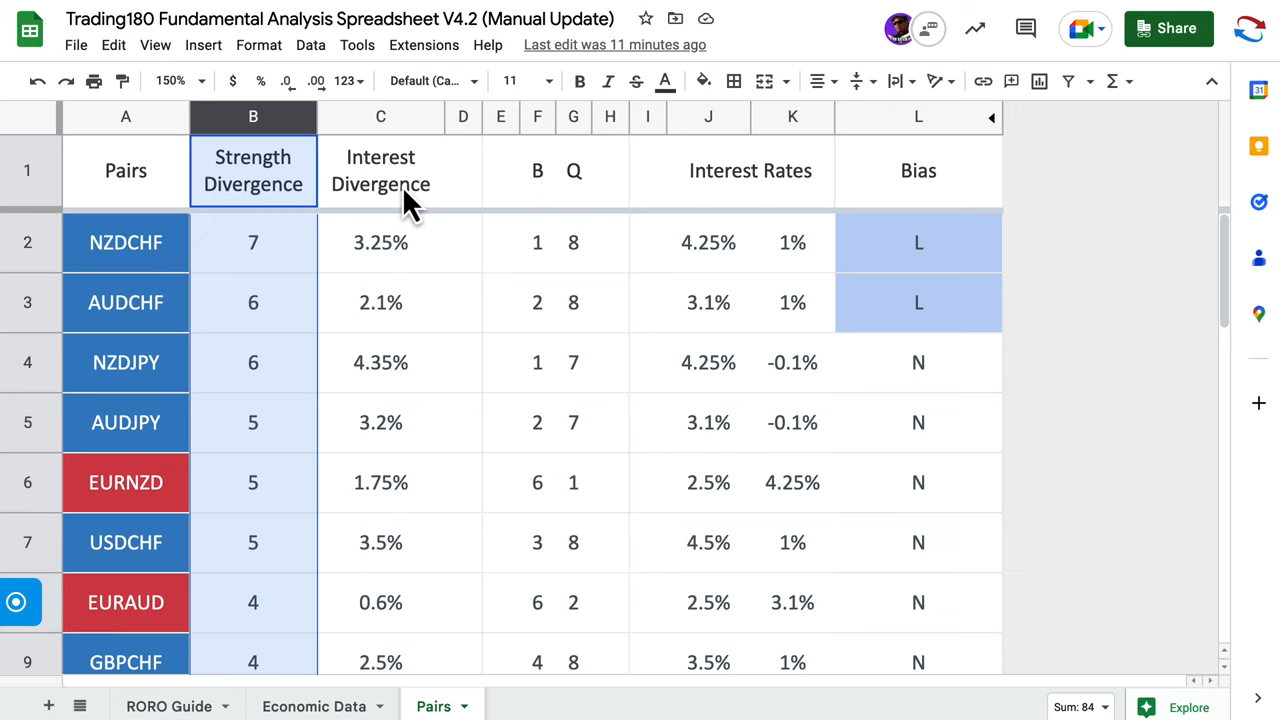 Trading180 Fundamental Analysis Spreadsheet V4.2 (Manual Update)
File Edit View Insert Format Data Tools Extensions Help Last edit was 11 minutes ago
Share
150% $ % .0 .00 123 Default (Ca... 11 B I S A
A B C D E F G H I J K L
1 Pairs Strength Divergence Interest Divergence B Q Interest Rates Bias
2 NZDCHF 7 3.25% 1 8 4.25% 1% L
3 AUDCHF 6 2.1% 2 8 3.1% 1% L
4 NZDJPY 6 4.35% 1 7 4.25% -0.1% N
5 AUDJPY 5 3.2% 2 7 3.1% -0.1% N
6 EURNZD 5 1.75% 6 1 2.5% 4.25% N
7 USDCHF 5 3.5% 3 8 4.5% 1% N
EURAUD 4 0.6% 6 2 2.5% 3.1% N
9 GBPCHF 4 2.5% 4 8 3.5% 1% N
RORO Guide Economic Data Pairs Sum: 84 Explore
31